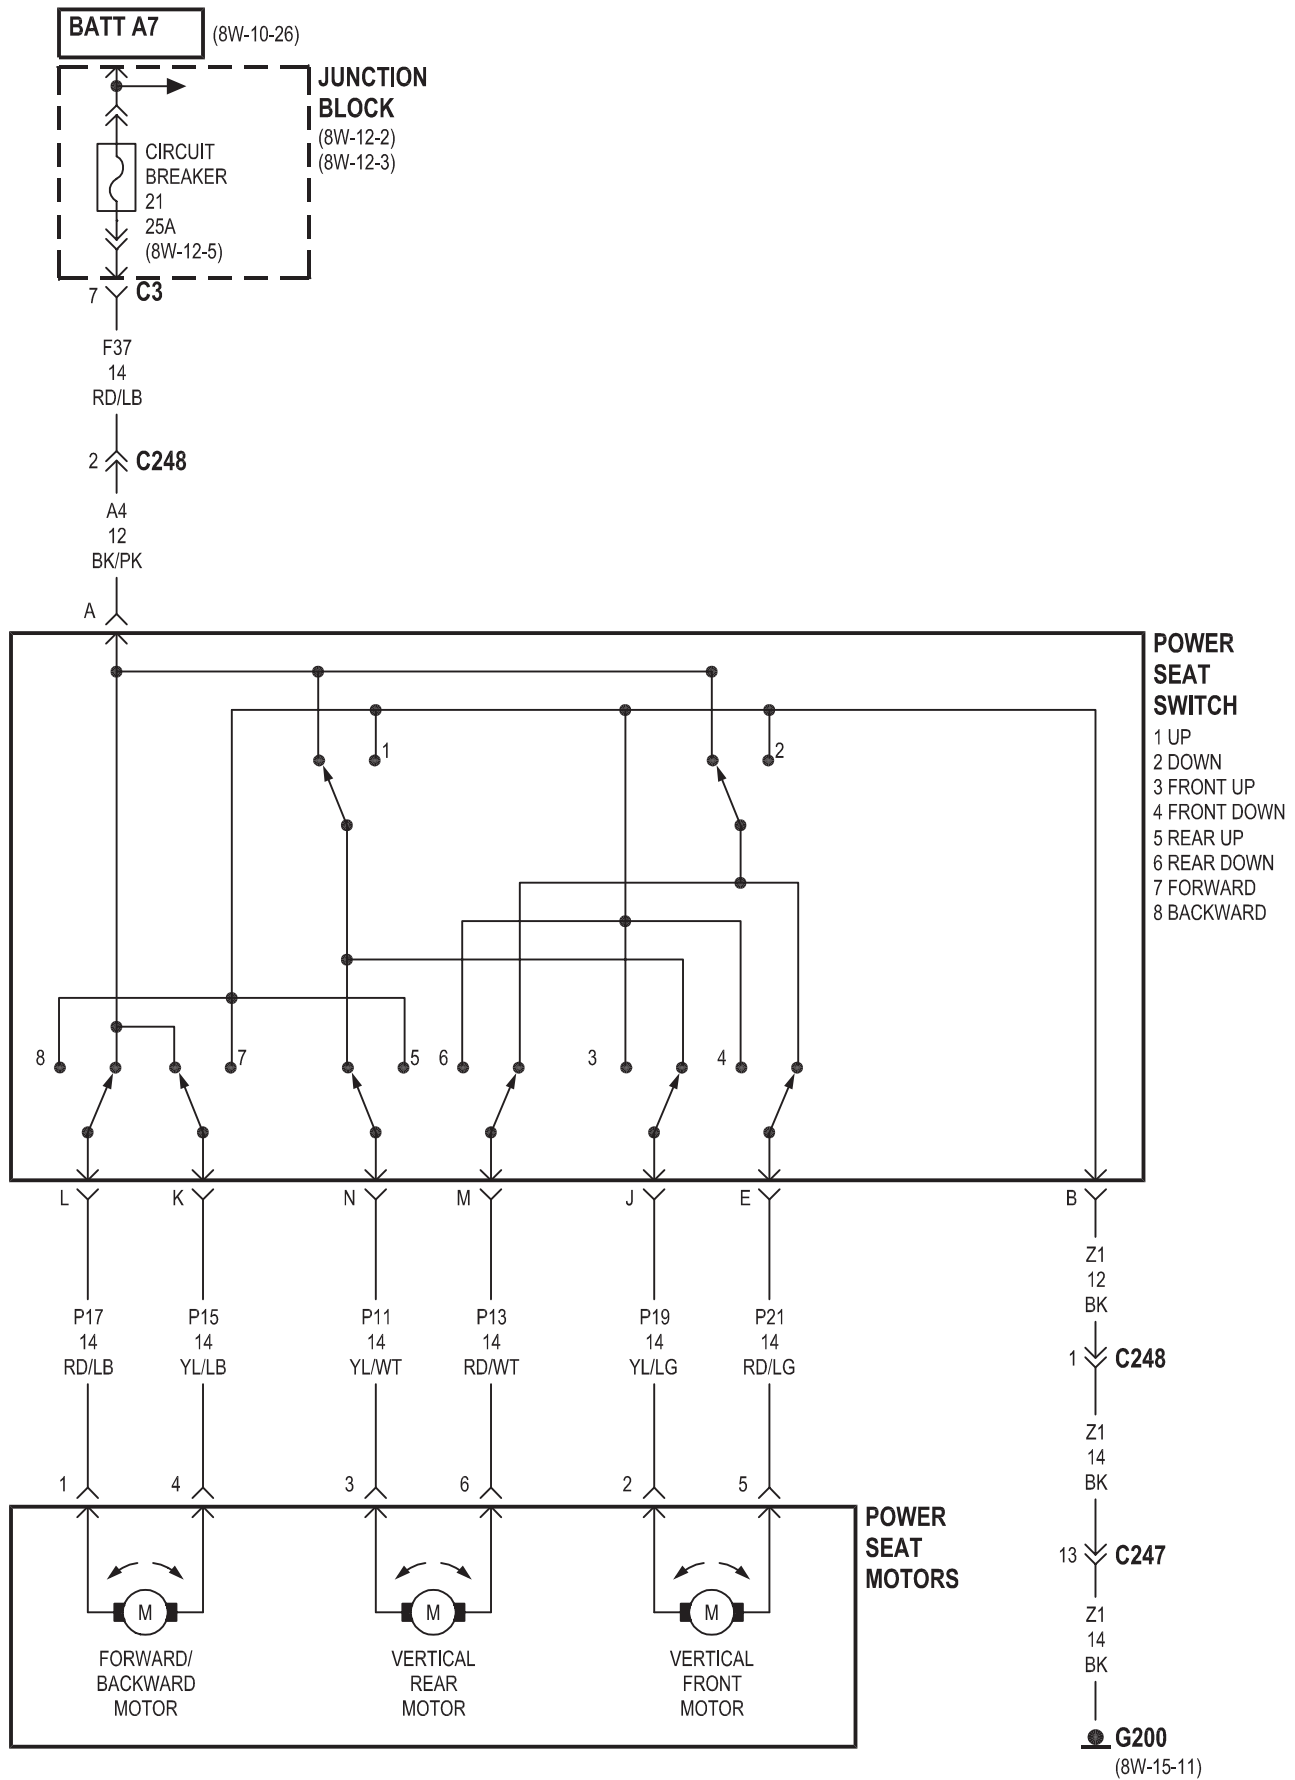 BATT A7
(8W-10-26)
JUNCTION
BLOCK
(8W-12-2)
(8W-12-3)
CIRCUIT
BREAKER
21
25A
(8W-12-5)
7
C3
F37
14
RD/LB
2
C248
A4
12
BK/PK
A
POWER
SEAT
SWITCH
1 UP
2 DOWN
3 FRONT UP
4 FRONT DOWN
5 REAR UP
6 REAR DOWN
7 FORWARD
8 BACKWARD
1
2
8
7
5
6
3
4
L
K
N
M
J
E
B
P17
14
RD/LB
P15
14
YL/LB
P11
14
YL/WT
P13
14
RD/WT
P19
14
YL/LG
P21
14
RD/LG
Z1
12
BK
1
C248
Z1
14
BK
13
C247
Z1
14
BK
G200
(8W-15-11)
1
4
3
6
2
5
POWER
SEAT
MOTORS
M
M
M
FORWARD/
BACKWARD
MOTOR
VERTICAL
REAR
MOTOR
VERTICAL
FRONT
MOTOR